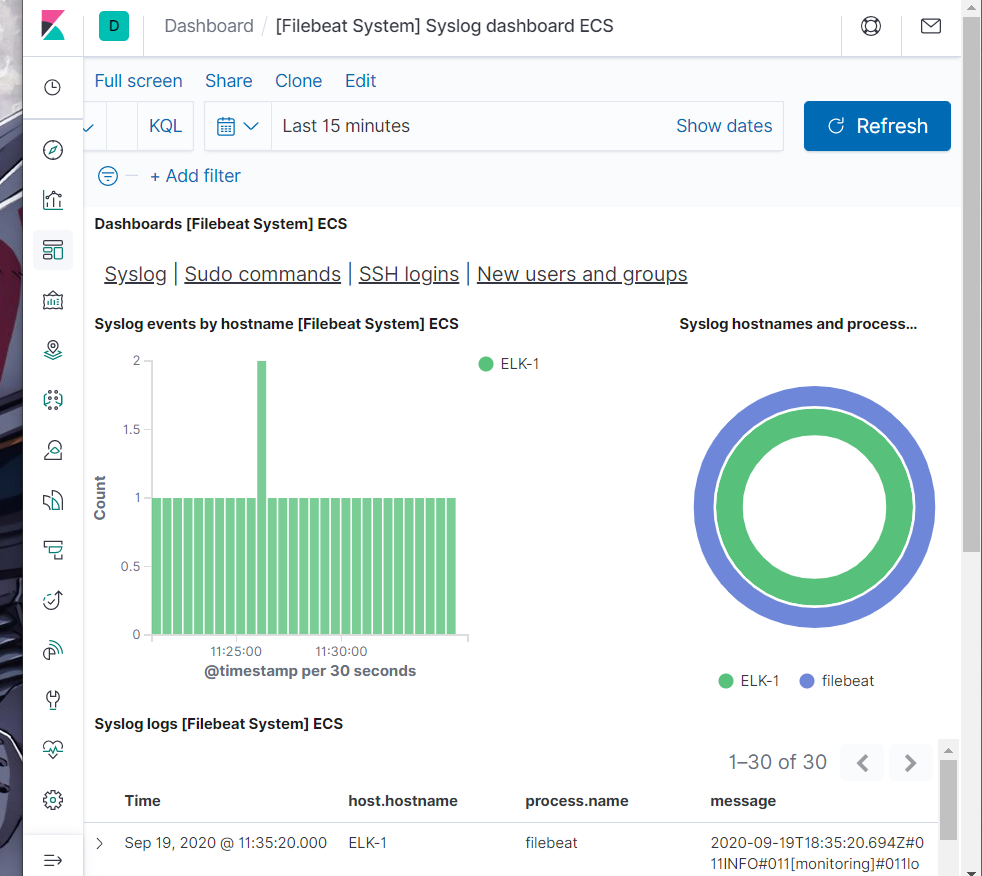 D
Dashboard / [Filebeat System] Syslog dashboard ECS
Full screen Share Clone Edit
KQL Last 15 minutes Show dates Refresh
+ Add filter
Dashboards [Filebeat System] ECS
Syslog | Sudo commands | SSH logins | New users and groups
Syslog events by hostname [Filebeat System] ECS
2
1.5
1
0.5
0
Count
11:25:00 11:30:00
@timestamp per 30 seconds
ELK-1
Syslog hostnames and process...
ELK-1 filebeat
Syslog logs [Filebeat System] ECS
1–30 of 30
Time host.hostname process.name message
Sep 19, 2020 @ 11:35:20.000 ELK-1 filebeat 2020-09-19T18:35:20.694Z#0
11INFO#011[monitoring]#011lo